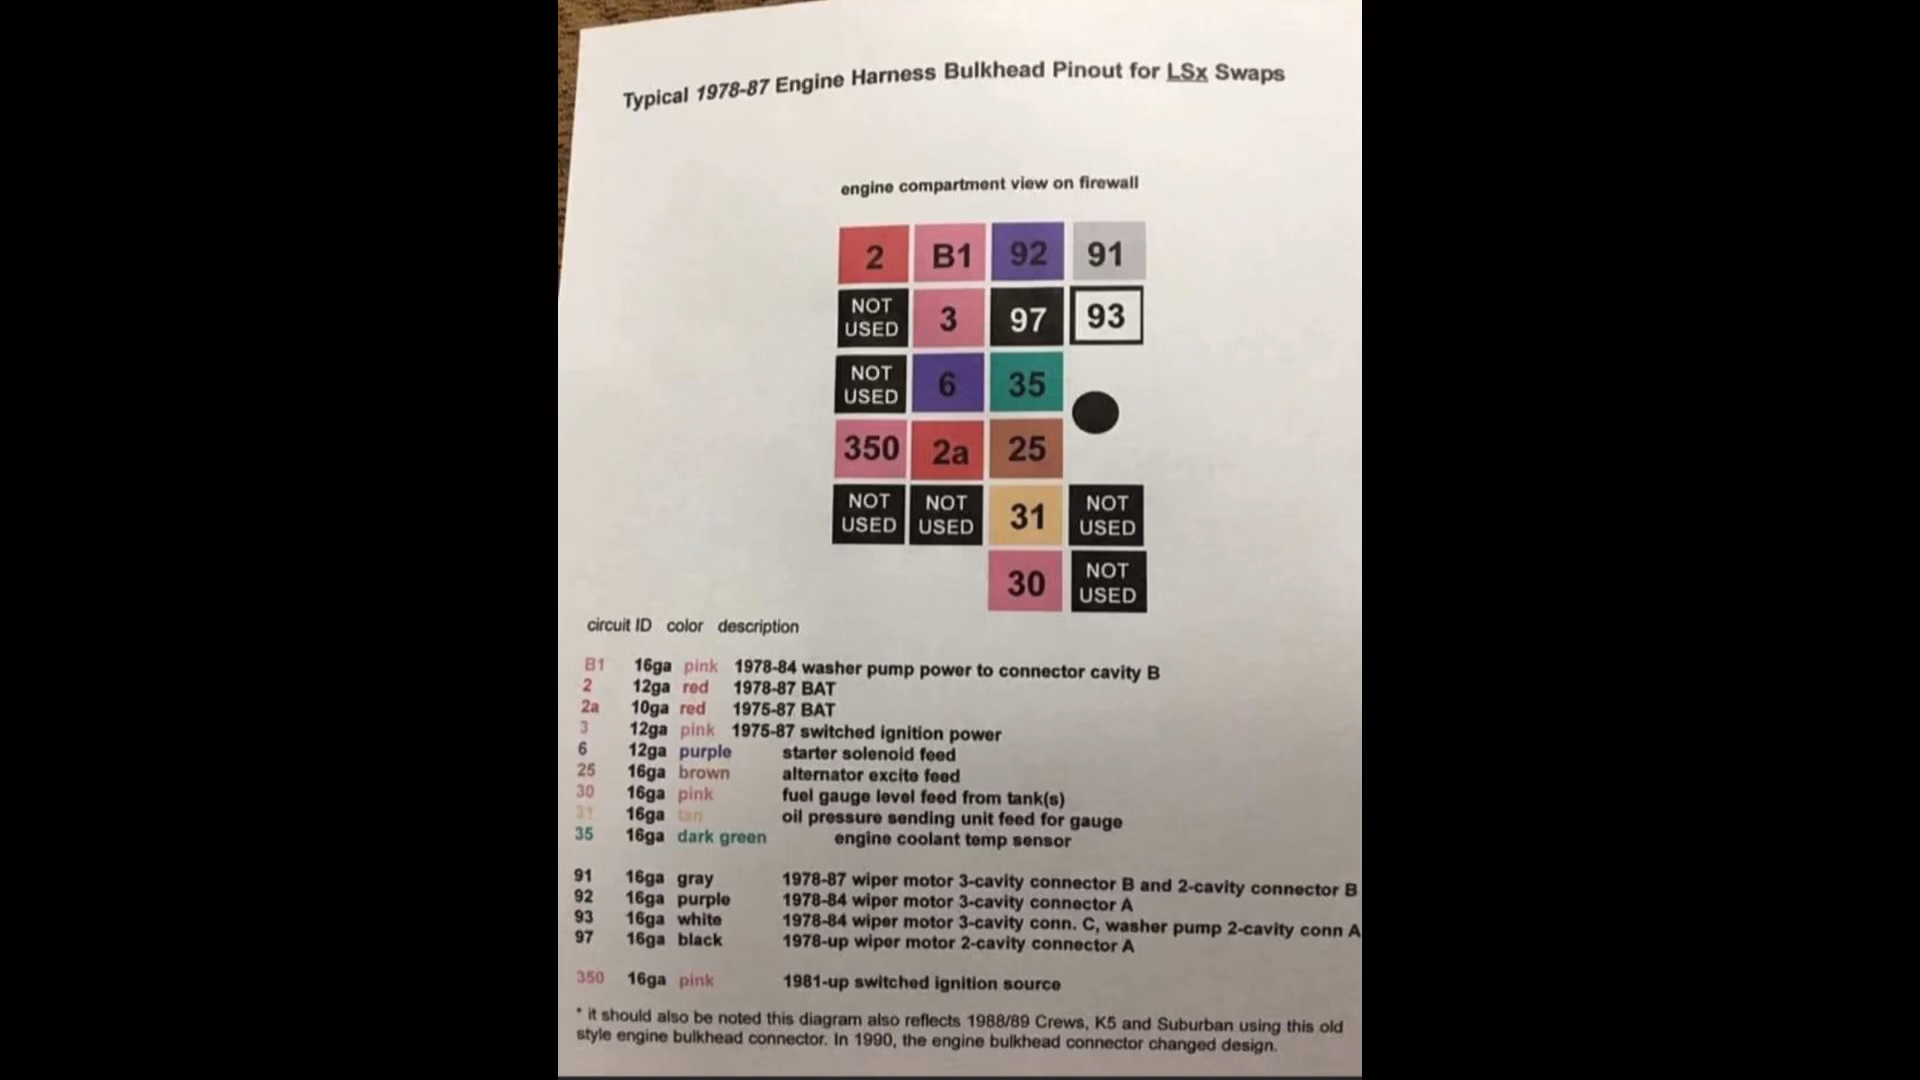 Typical 1978-87 Engine Harness Bulkhead Pinout for LSx Swaps
engine compartment view on firewall
2 B1 92 91
NOT USED 3 97 93
NOT USED 6 35
350 2a 25
NOT USED NOT USED 31 NOT USED
30 NOT USED
circuit ID color description
B1 16ga pink 1978-84 washer pump power to connector cavity B
2 12ga red 1978-87 BAT
2a 10ga red 1975-87 BAT
3 12ga pink 1975-87 switched ignition power
6 12ga purple starter solenoid feed
25 16ga brown alternator excite feed
30 16ga pink fuel gauge level feed from tank(s)
31 16ga tan oil pressure sending unit feed for gauge
35 16ga dark green engine coolant temp sensor
91 16ga gray 1978-87 wiper motor 3-cavity connector B and 2-cavity connector B
92 16ga purple 1978-84 wiper motor 3-cavity connector A
93 16ga white 1978-84 wiper motor 3-cavity conn. C, washer pump 2-cavity conn A
97 16ga black 1978-up wiper motor 2-cavity connector A
350 16ga pink 1981-up switched ignition source
* it should also be noted this diagram also reflects 1988/89 Crews, K5 and Suburban using this old
style engine bulkhead connector. In 1990, the engine bulkhead connector changed design.